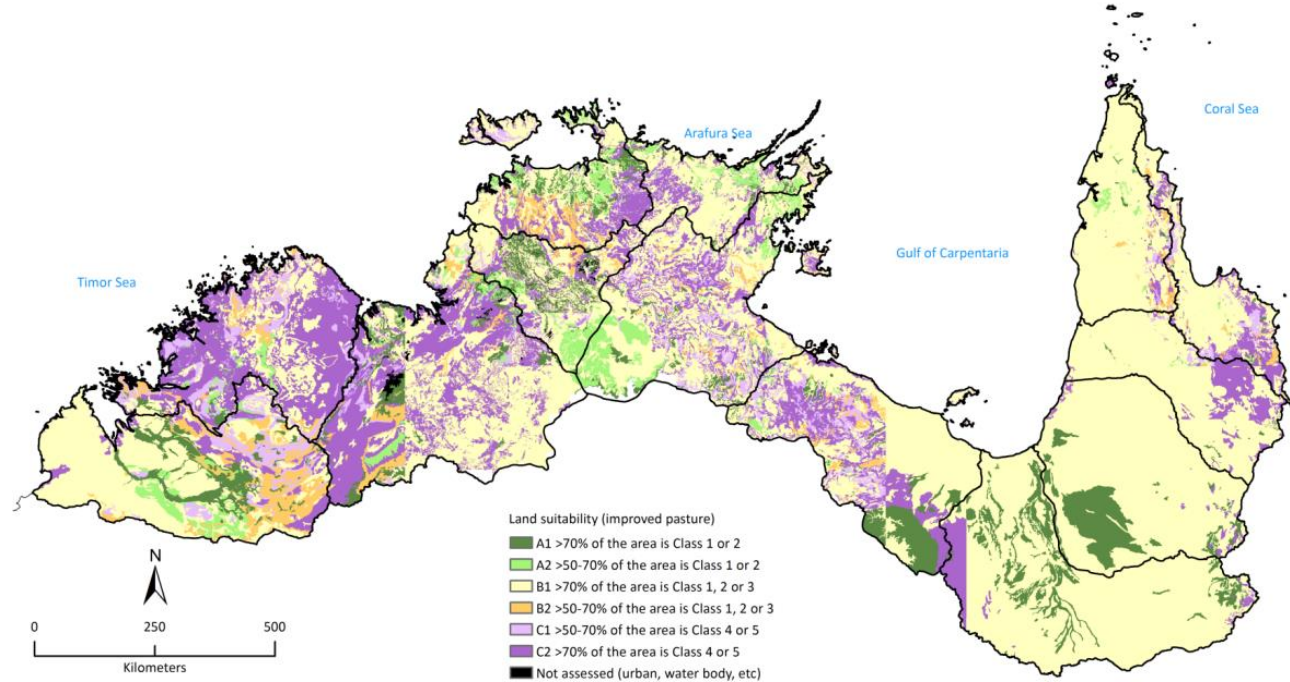 Coral Sea
Arafura Sea
Gulf of Carpentaria
Timor Sea
Land suitability (improved pasture)
A1 >70% of the area is Class 1 or 2
A2 >50-70% of the area is Class 1 or 2
B1 >70% of the area is Class 1, 2 or 3
B2 >50-70% of the area is Class 1, 2 or 3
C1 >50-70% of the area is Class 4 or 5
C2 >70% of the area is Class 4 or 5
Not assessed (urban, water body, etc)
N
0 250 500
Kilometers